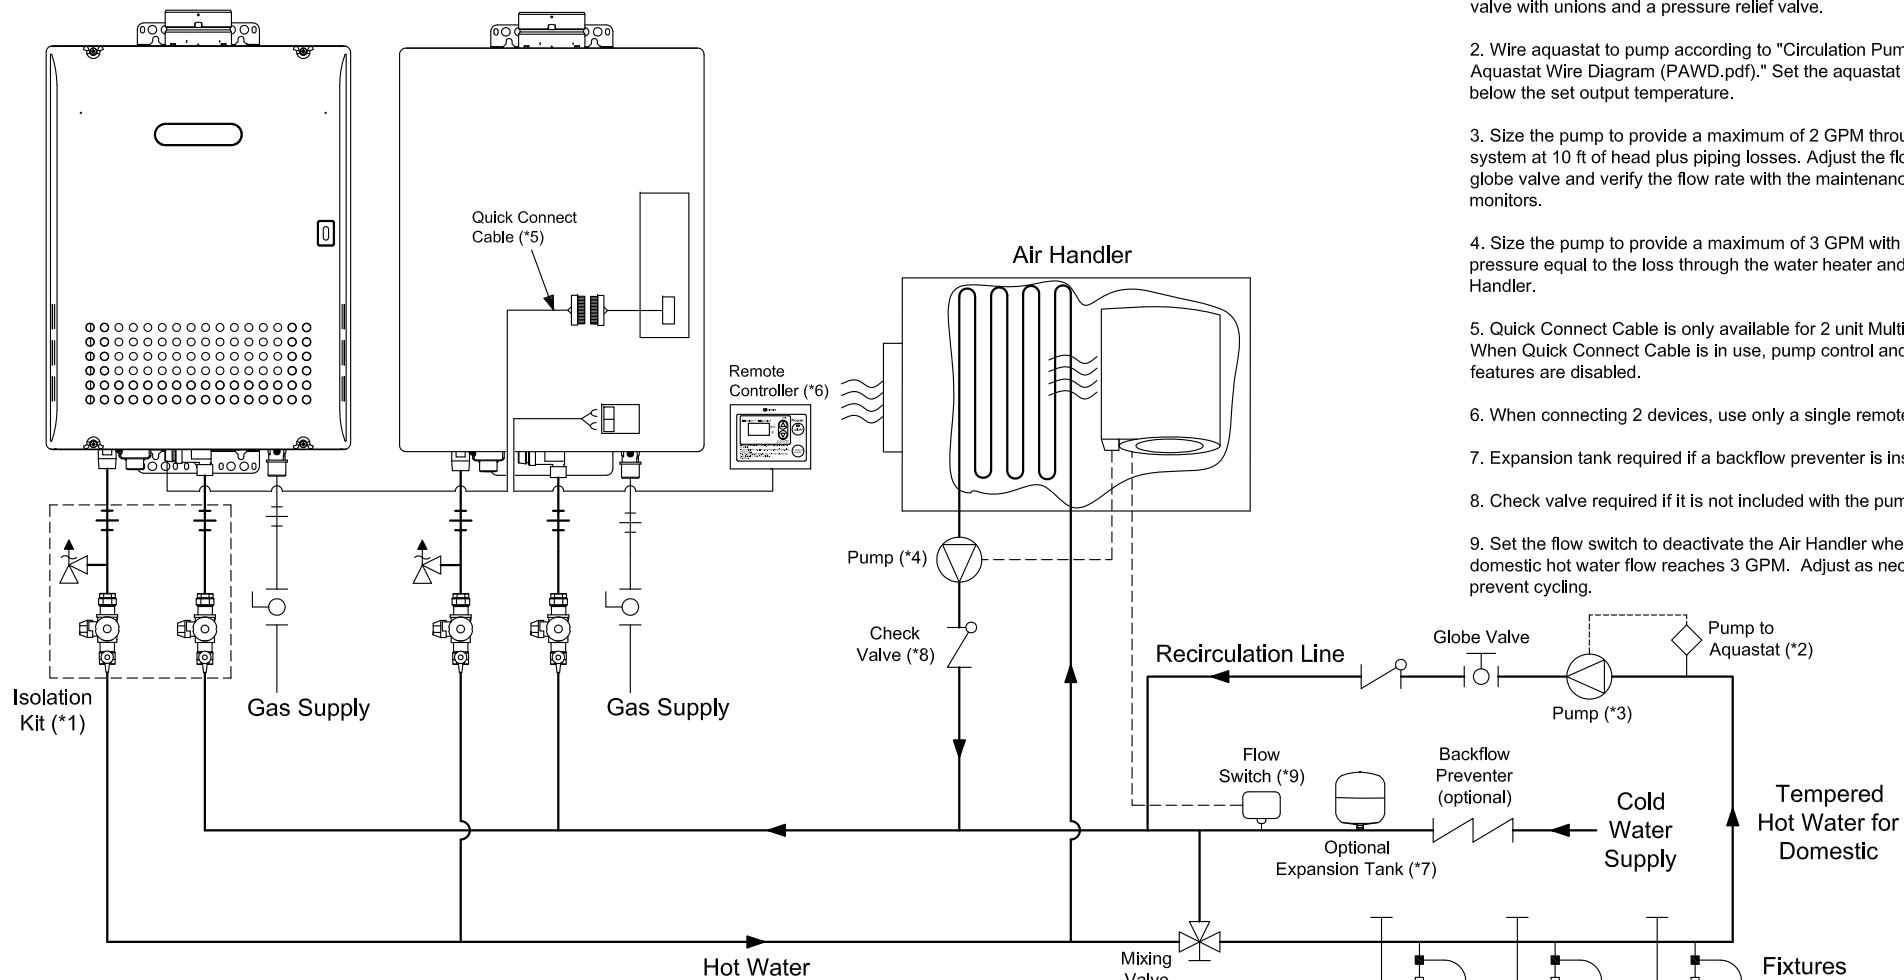 valve with unions and a pressure relief valve.
2. Wire aquastat to pump according to "Circulation Pum
Aquastat Wire Diagram (PAWD.pdf)." Set the aquastat
below the set output temperature.
3. Size the pump to provide a maximum of 2 GPM throu
system at 10 ft of head plus piping losses. Adjust the flo
globe valve and verify the flow rate with the maintenanc
monitors.
4. Size the pump to provide a maximum of 3 GPM with
pressure equal to the loss through the water heater and
Handler.
5. Quick Connect Cable is only available for 2 unit Multi
When Quick Connect Cable is in use, pump control and
features are disabled.
6. When connecting 2 devices, use only a single remote
7. Expansion tank required if a backflow preventer is ins
8. Check valve required if it is not included with the pum
9. Set the flow switch to deactivate the Air Handler whe
domestic hot water flow reaches 3 GPM.  Adjust as nec
prevent cycling.
Quick Connect
Cable (*5)
Air Handler
Remote
Controller (*6)
Pump (*4)
Check
Valve (*8)
Isolation
Kit (*1)
Gas Supply
Gas Supply
Recirculation Line
Globe Valve
Pump to
Aquastat (*2)
Pump (*3)
Flow
Switch (*9)
Backflow
Preventer
(optional)
Optional
Expansion Tank (*7)
Cold
Water
Supply
Tempered
Hot Water for
Domestic
Hot Water
Mixing
Valve
Fixtures